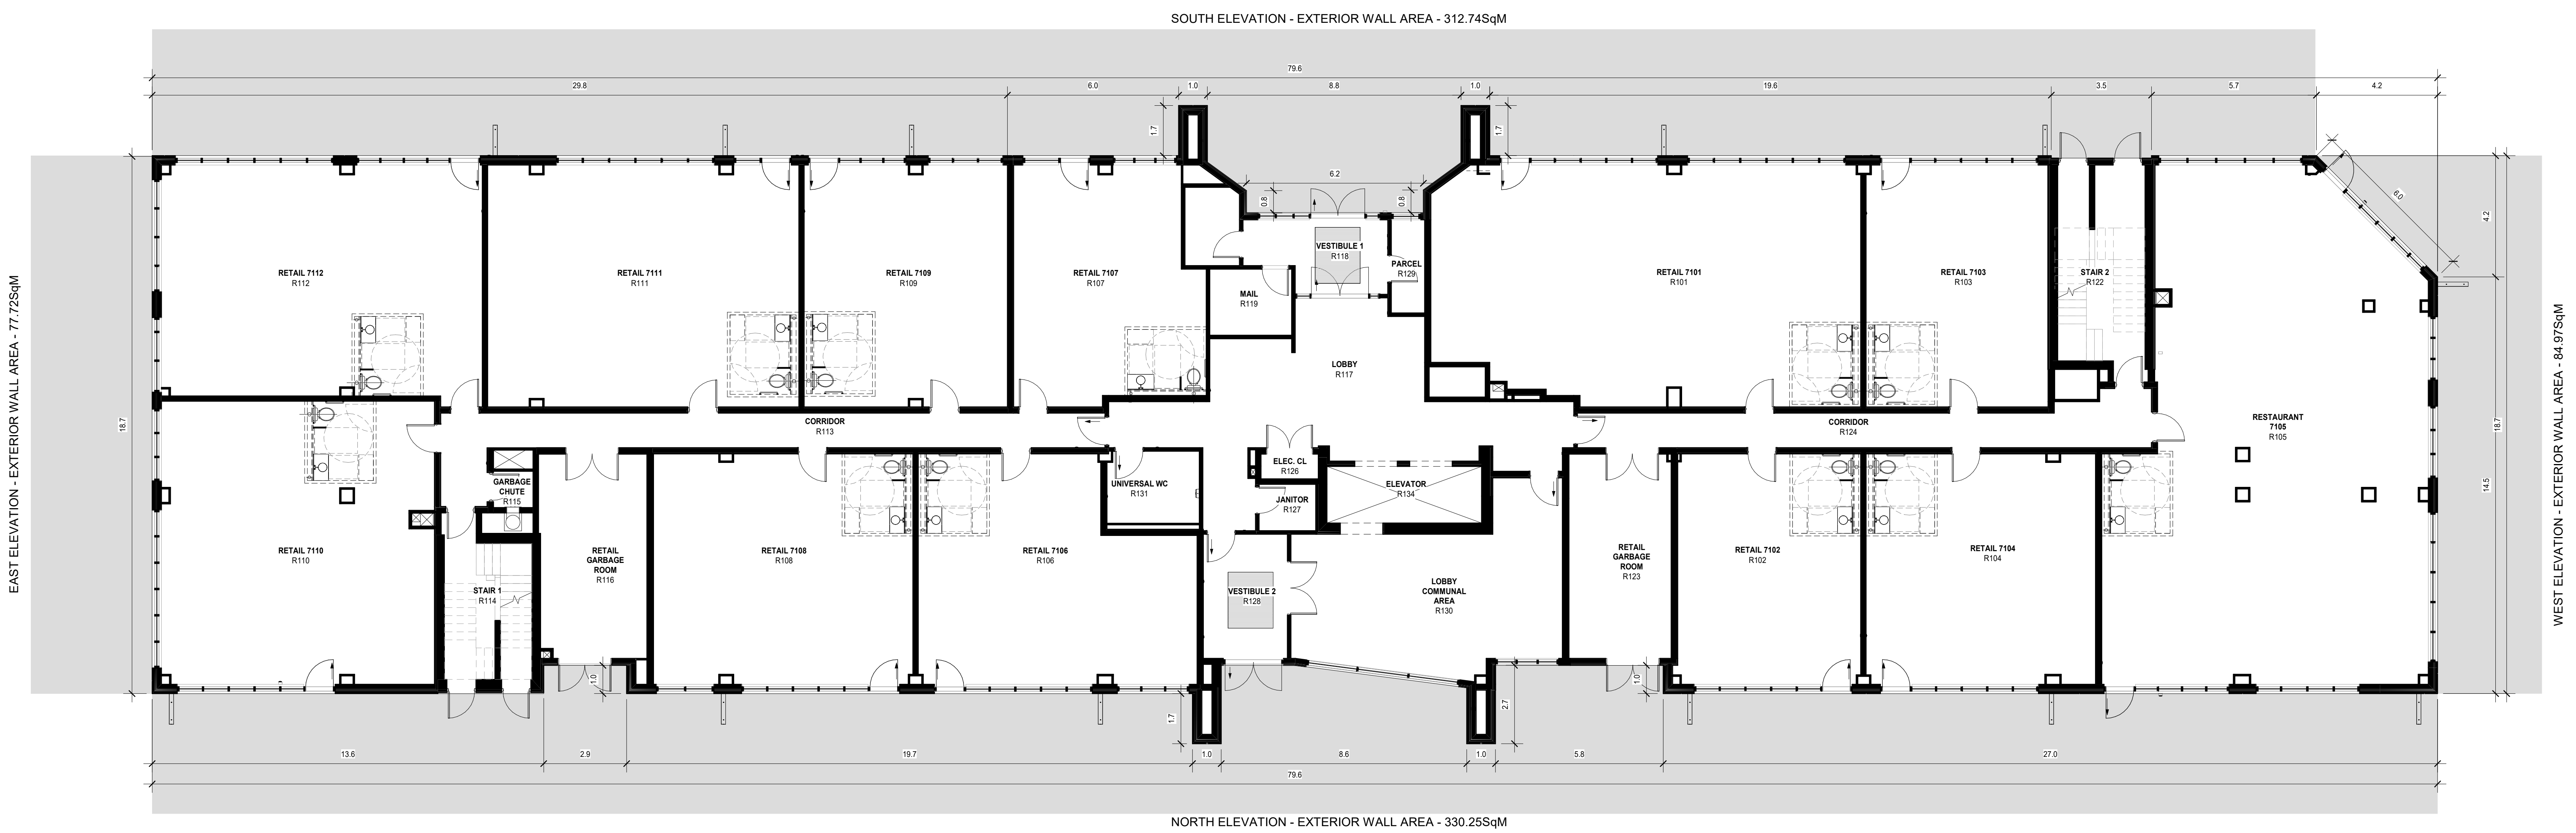 SOUTH ELEVATION - EXTERIOR WALL AREA - 312.74SqM
79.6
29.8
6.0
1.0
8.8
1.0
19.6
3.5
5.7
4.2
1.7
1.7
6.2
0.8
0.8
6.0
4.2
EAST ELEVATION - EXTERIOR WALL AREA - 77.72SqM
18.7
WEST ELEVATION - EXTERIOR WALL AREA - 84.97SqM
18.7
14.5
RETAIL 7112
R112
RETAIL 7111
R111
RETAIL 7109
R109
RETAIL 7107
R107
MAIL
R119
VESTIBULE 1
R118
PARCEL
R129
LOBBY
R117
RETAIL 7101
R101
RETAIL 7103
R103
STAIR 2
R122
CORRIDOR
R113
CORRIDOR
R124
RESTAURANT
7105
R105
RETAIL 7110
R110
GARBAGE
CHUTE
R115
STAIR 1
R114
RETAIL
GARBAGE
ROOM
R116
RETAIL 7108
R108
RETAIL 7106
R106
UNIVERSAL WC
R131
ELEC. CL
R126
JANITOR
R127
ELEVATOR
R134
VESTIBULE 2
R128
LOBBY
COMMUNAL
AREA
R130
RETAIL
GARBAGE
ROOM
R123
RETAIL 7102
R102
RETAIL 7104
R104
1.0
1.0
1.7
2.7
13.6
2.9
19.7
1.0
8.6
1.0
5.8
27.0
79.6
NORTH ELEVATION - EXTERIOR WALL AREA - 330.25SqM